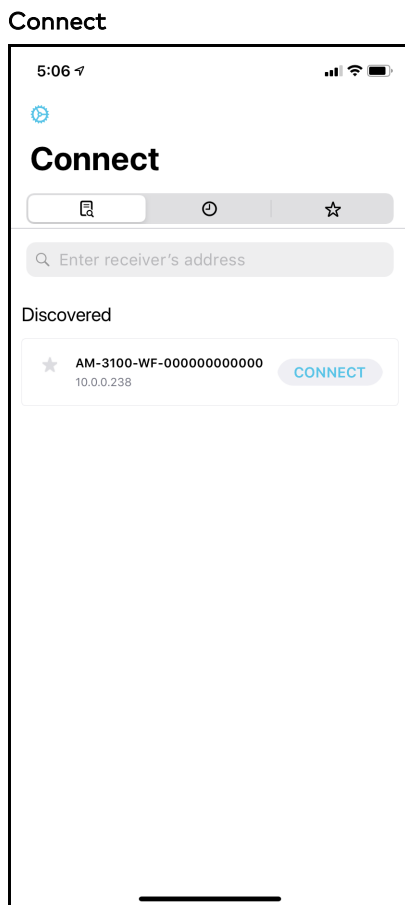 Connect
5:06
Connect
Enter receiver's address
Discovered
AM-3100-WF-000000000000
10.0.0.238
CONNECT